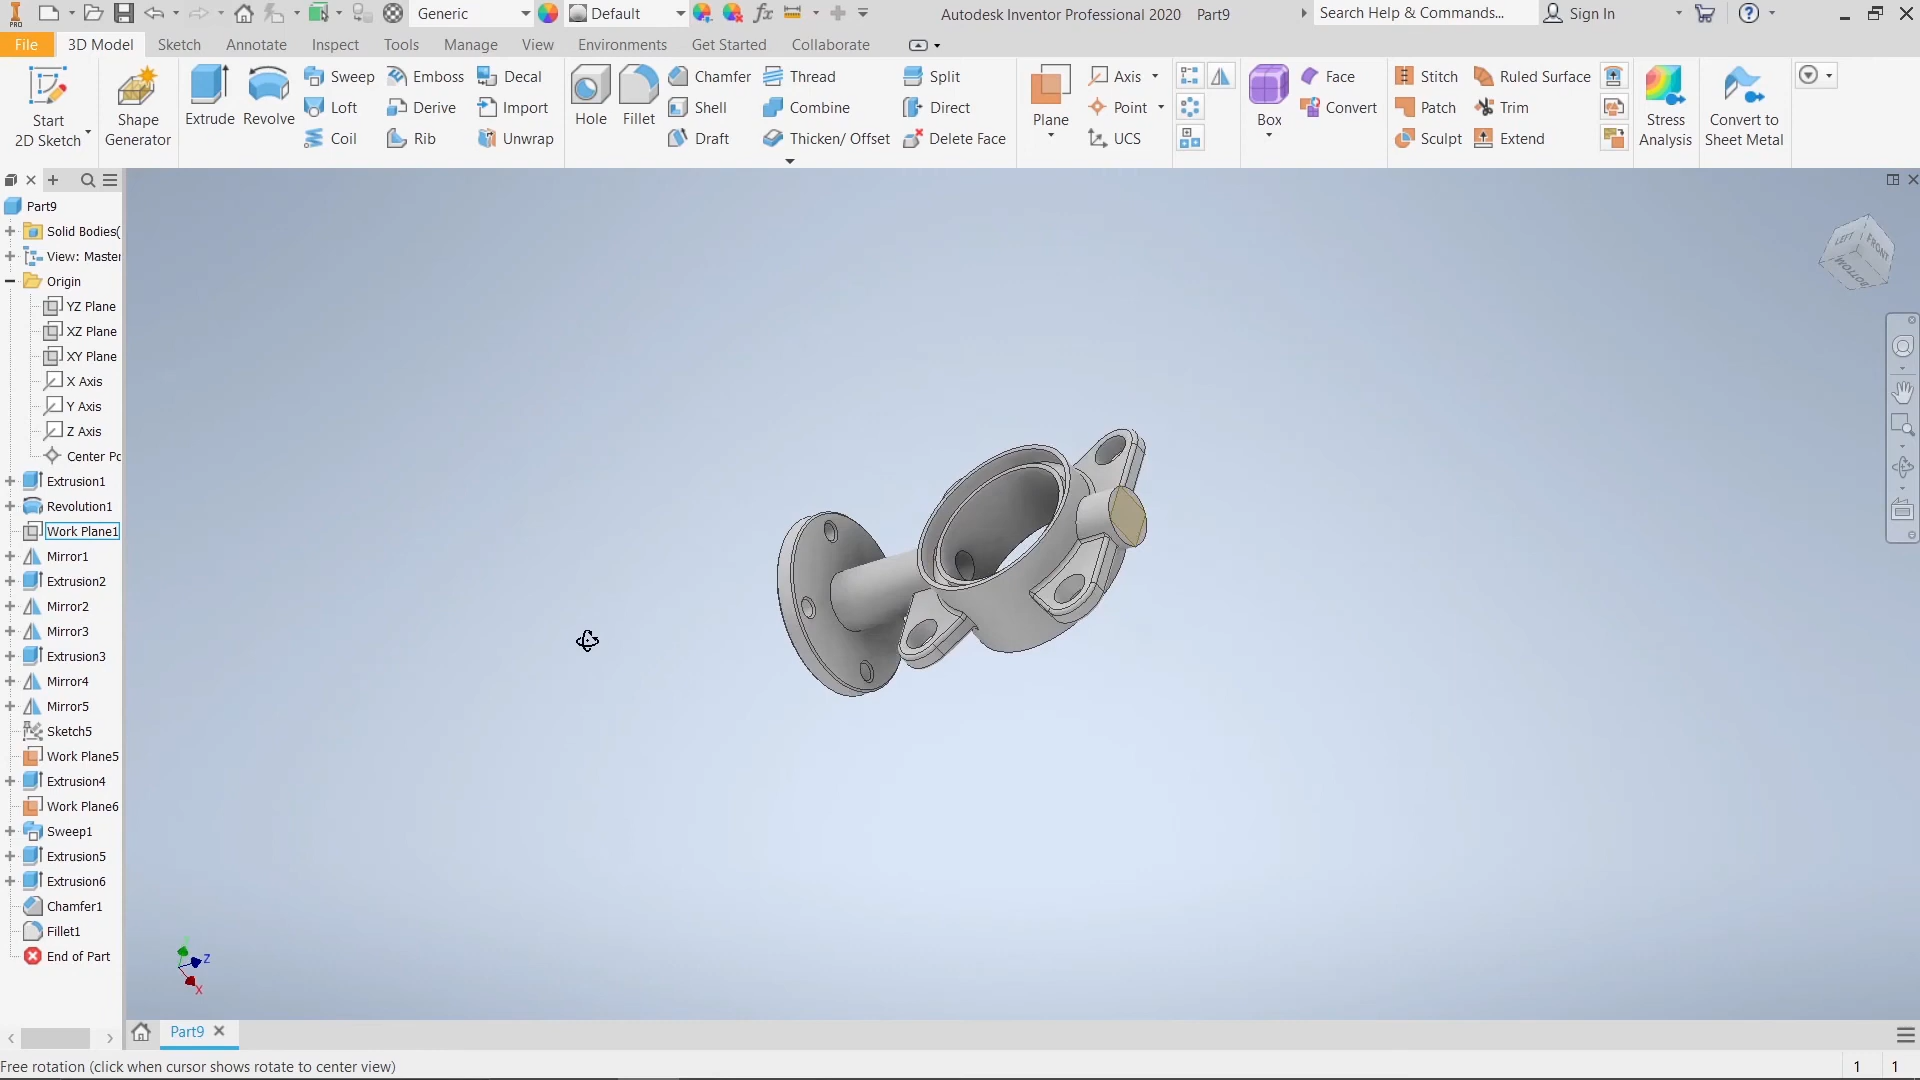 PRO
Generic
Default
fx
Autodesk Inventor Professional 2020 Part9
Search Help & Commands...
Sign In
File
3D Model
Sketch
Annotate
Inspect
Tools
Manage
View
Environments
Get Started
Collaborate
Start
2D Sketch
Shape
Generator
Extrude
Revolve
Sweep
Loft
Coil
Emboss
Derive
Rib
Decal
Import
Unwrap
Hole
Fillet
Chamfer
Shell
Draft
Thread
Combine
Thicken/ Offset
Split
Direct
Delete Face
Plane
Axis
Point
UCS
Box
Face
Convert
Stitch
Patch
Sculpt
Ruled Surface
Trim
Extend
Stress
Analysis
Convert to
Sheet Metal
Part9
Solid Bodies(
View: Master
Origin
YZ Plane
XZ Plane
XY Plane
X Axis
Y Axis
Z Axis
Center Po
Extrusion1
Revolution1
Work Plane1
Mirror1
Extrusion2
Mirror2
Mirror3
Extrusion3
Mirror4
Mirror5
Sketch5
Work Plane5
Extrusion4
Work Plane6
Sweep1
Extrusion5
Extrusion6
Chamfer1
Fillet1
End of Part
LEFT
FRONT
BOTTOM
Z
X
Part9
Free rotation (click when cursor shows rotate to center view)
1 1